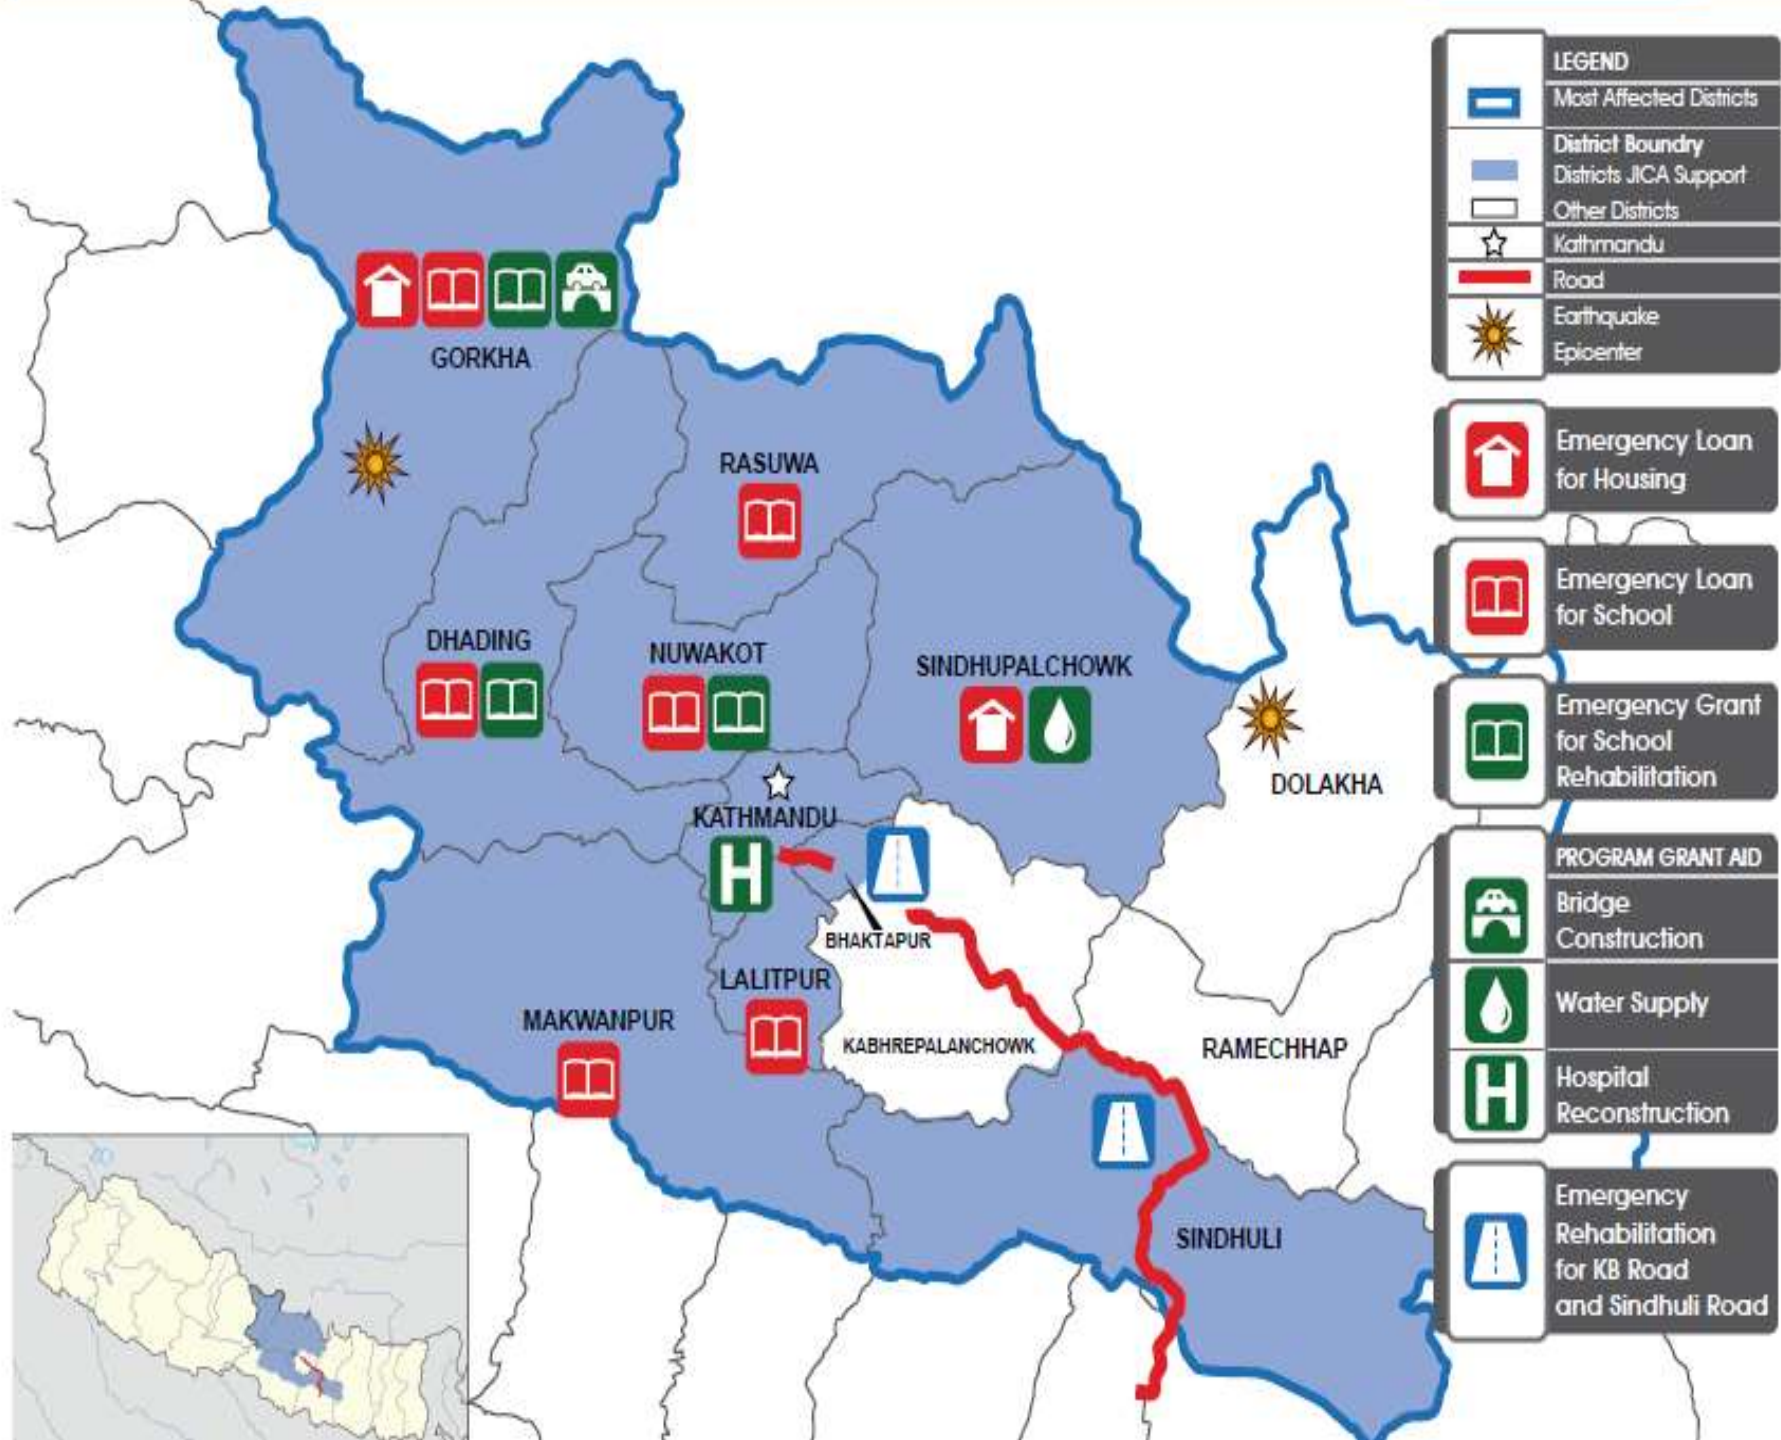 LEGEND
Most Affected Districts
District Boundry
Districts JICA Support
Other Districts
Kathmandu
Road
Earthquake
Epicenter
Emergency Loan
for Housing
Emergency Loan
for School
Emergency Grant
for School
Rehabilitation
PROGRAM GRANT AID
Bridge
Construction
Water Supply
H
Hospital
Reconstruction
Emergency
Rehabilitation
for KB Road
and Sindhuli Road
GORKHA
RASUWA
DHADING
NUWAKOT
SINDHUPALCHOWK
DOLAKHA
KATHMANDU
H
BHAKTAPUR
LALITPUR
MAKWANPUR
KABHREPALANCHOWK
RAMECHHAP
SINDHULI